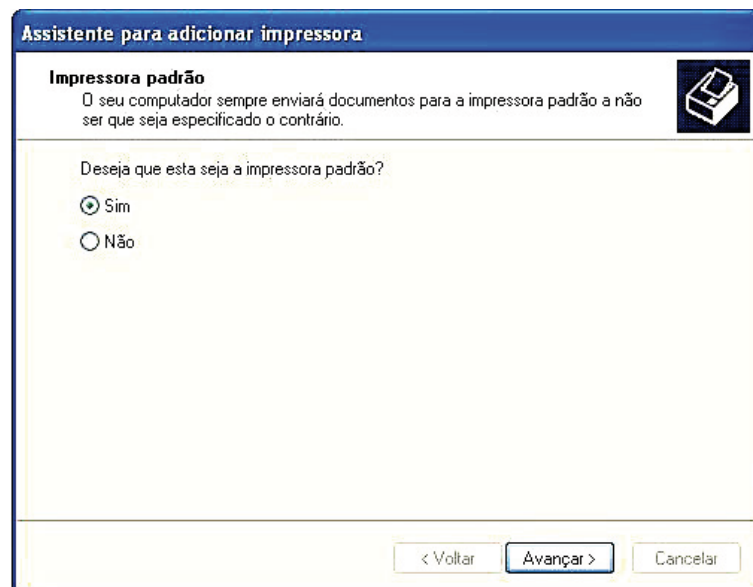 Assistente para adicionar impressora
Impressora padrão
O seu computador sempre enviará documentos para a impressora padrão a não
ser que seja especificado o contrário.
Deseja que esta seja a impressora padrão?
Sim
Não
< Voltar Avançar > Cancelar